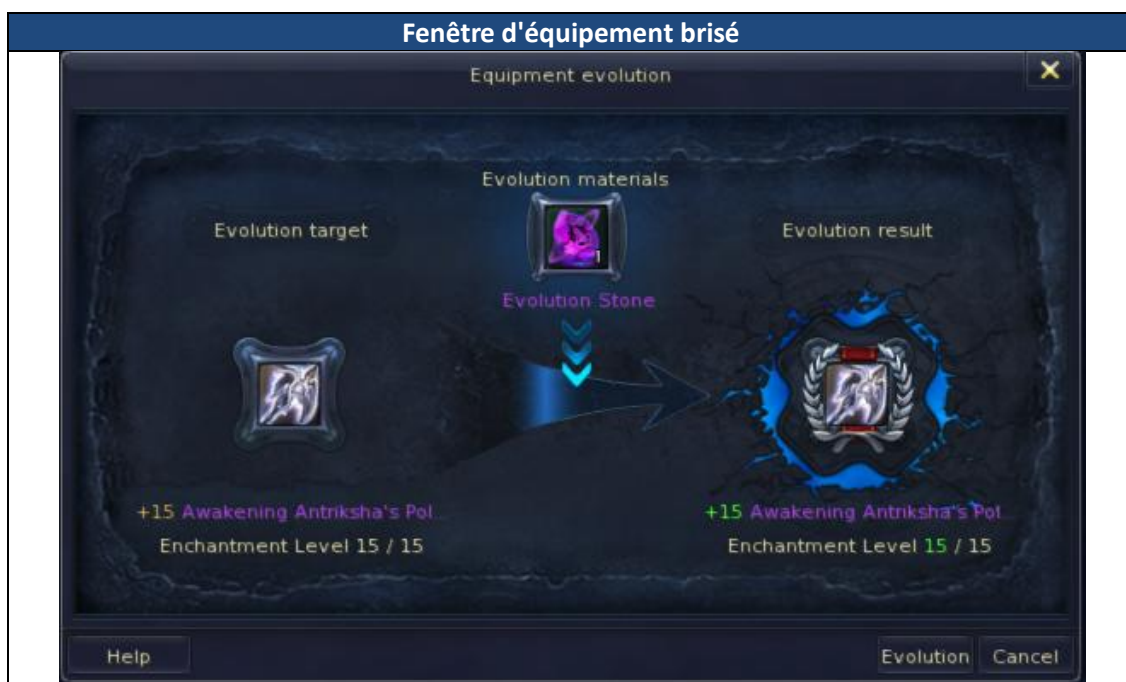 Fenêtre d'équipement brisé
Equipment evolution
Evolution materials
Evolution target
Evolution result
Evolution Stone
+15 Awakening Antriksha's Pol...
+15 Awakening Antriksha's Pol...
Enchantment Level 15 / 15
Enchantment Level 15 / 15
Help
Evolution
Cancel